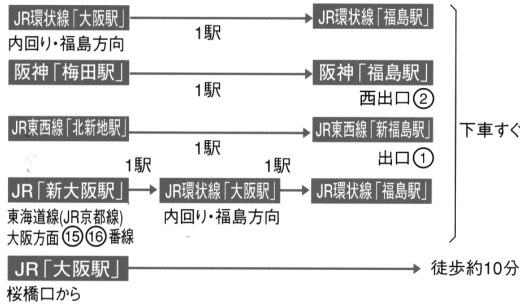 JR環状線「大阪駅」 1駅 JR環状線「福島駅」
内回り・福島方向
阪神「梅田駅」 1駅 阪神「福島駅」
西出口②
JR東西線「北新地駅」 1駅 JR東西線「新福島駅」
出口①
下車すぐ
JR「新大阪駅」 1駅 JR環状線「大阪駅」 1駅 JR環状線「福島駅」
東海道線(JR京都線) 内回り・福島方向
大阪方面⑮⑯番線
JR「大阪駅」 徒歩約10分
桜橋口から